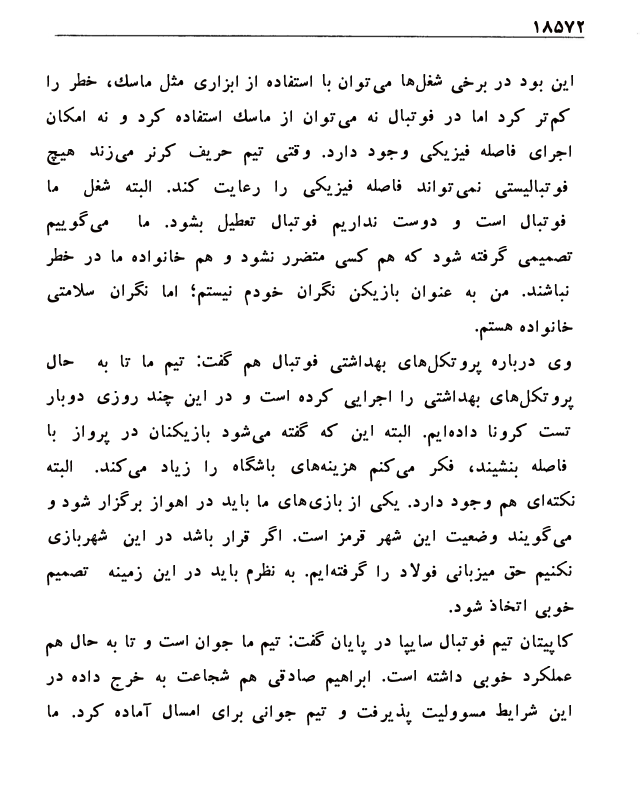 ۱۸۵۷۲
این بود در برخی شغل‌ها می‌توان با استفاده از ابزاری مثل ماسك، خطر را
کم‌تر کرد اما در فوتبال نه می‌توان از ماسك استفاده کرد و نه امکان
اجرای فاصله فیزیکی وجود دارد. وقتی تیم حریف کرنر می‌زند هیچ
فوتبالیستی نمی‌تواند فاصله فیزیکی را رعایت کند. البته شغل ما
فوتبال است و دوست نداریم فوتبال تعطیل بشود. ما می‌گوییم
تصمیمی گرفته شود که هم کسی متضرر نشود و هم خانواده ما در خطر
نباشند. من به عنوان بازیکن نگران خودم نیستم؛ اما نگران سلامتی
خانواده هستم.
وی درباره پروتکل‌های بهداشتی فوتبال هم گفت: تیم ما تا به حال
پروتکل‌های بهداشتی را اجرایی کرده است و در این چند روزی دوبار
تست کرونا داده‌ایم. البته این که گفته می‌شود بازیکنان در پرواز با
فاصله بنشیند، فکر می‌کنم هزینه‌های باشگاه را زیاد می‌کند. البته
نکته‌ای هم وجود دارد. یکی از بازی‌های ما باید در اهواز برگزار شود و
می‌گویند وضعیت این شهر قرمز است. اگر قرار باشد در این شهربازی
نکنیم حق میزبانی فولاد را گرفته‌ایم. به نظرم باید در این زمینه تصمیم
خوبی اتخاذ شود.
کاپیتان تیم فوتبال سایپا در پایان گفت: تیم ما جوان است و تا به حال هم
عملکرد خوبی داشته است. ابراهیم صادقی هم شجاعت به خرج داده در
این شرایط مسوولیت پذیرفت و تیم جوانی برای امسال آماده کرد. ما